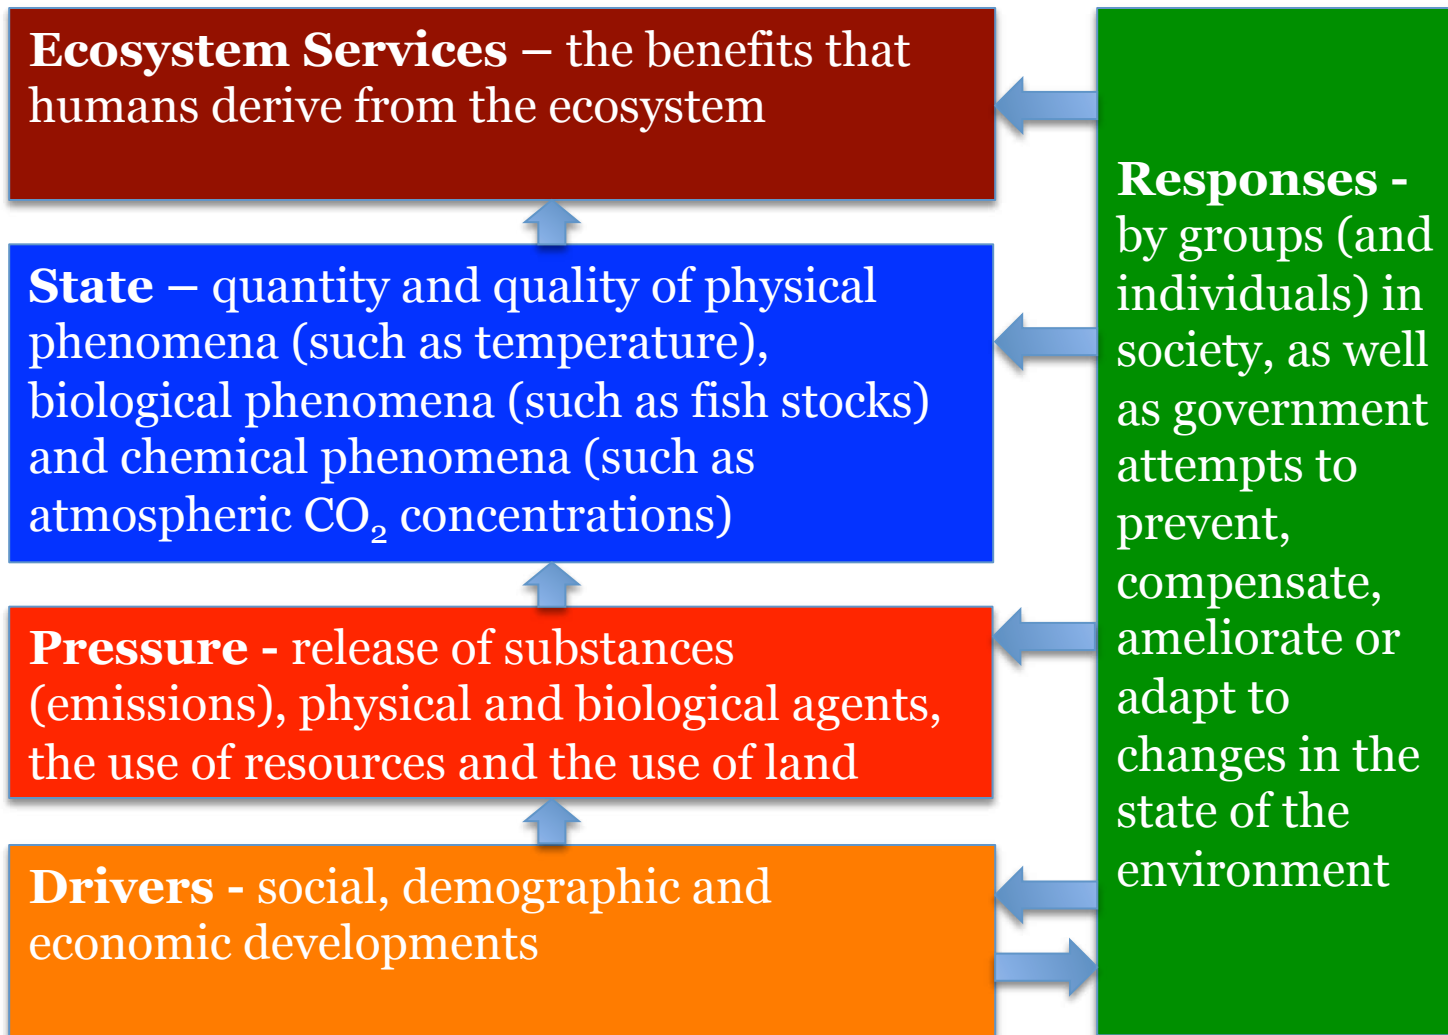 Ecosystem Services – the benefits that
humans derive from the ecosystem
State – quantity and quality of physical
phenomena (such as temperature),
biological phenomena (such as fish stocks)
and chemical phenomena (such as
atmospheric CO₂ concentrations)
Pressure - release of substances
(emissions), physical and biological agents,
the use of resources and the use of land
Drivers - social, demographic and
economic developments
Responses -
by groups (and
individuals) in
society, as well
as government
attempts to
prevent,
compensate,
ameliorate or
adapt to
changes in the
state of the
environment